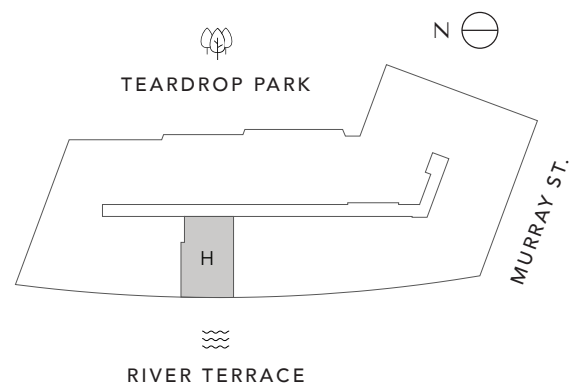 N
TEARDROP PARK
MURRAY ST.
H
RIVER TERRACE